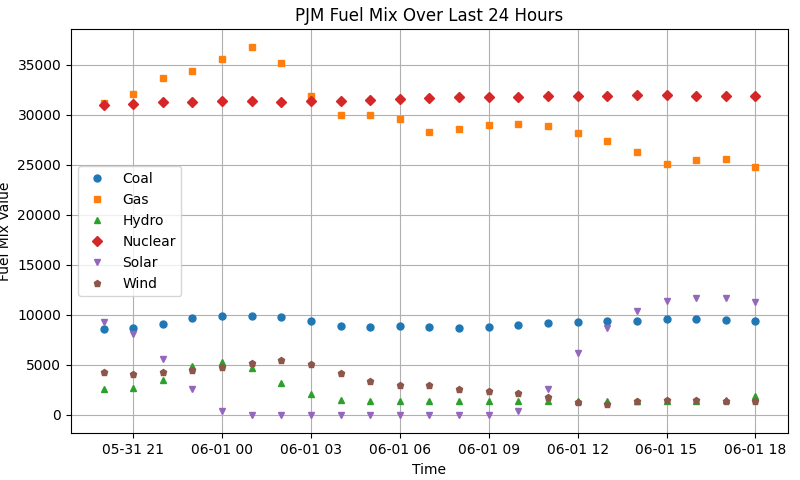 PJM Fuel Mix Over Last 24 Hours
Fuel Mix Value
35000
30000
25000
20000
15000
10000
5000
0
Coal
Gas
Hydro
Nuclear
Solar
Wind
05-31 21 06-01 00 06-01 03 06-01 06 06-01 09 06-01 12 06-01 15 06-01 18
Time